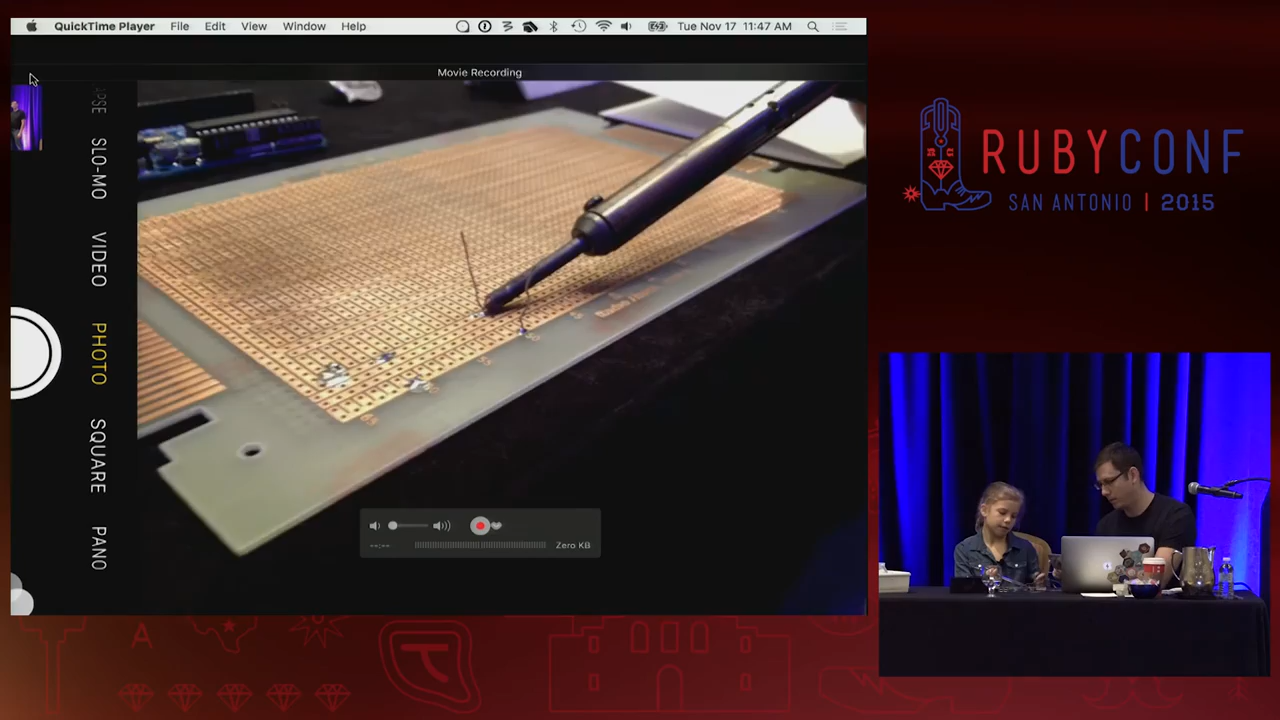 QuickTime Player File Edit View Window Help Tue Nov 17 11:47 AM
Movie Recording
SLO-MO
VIDEO
PHOTO
SQUARE
PANO
--:--
Zero KB
RUBYCONF
SAN ANTONIO | 2015